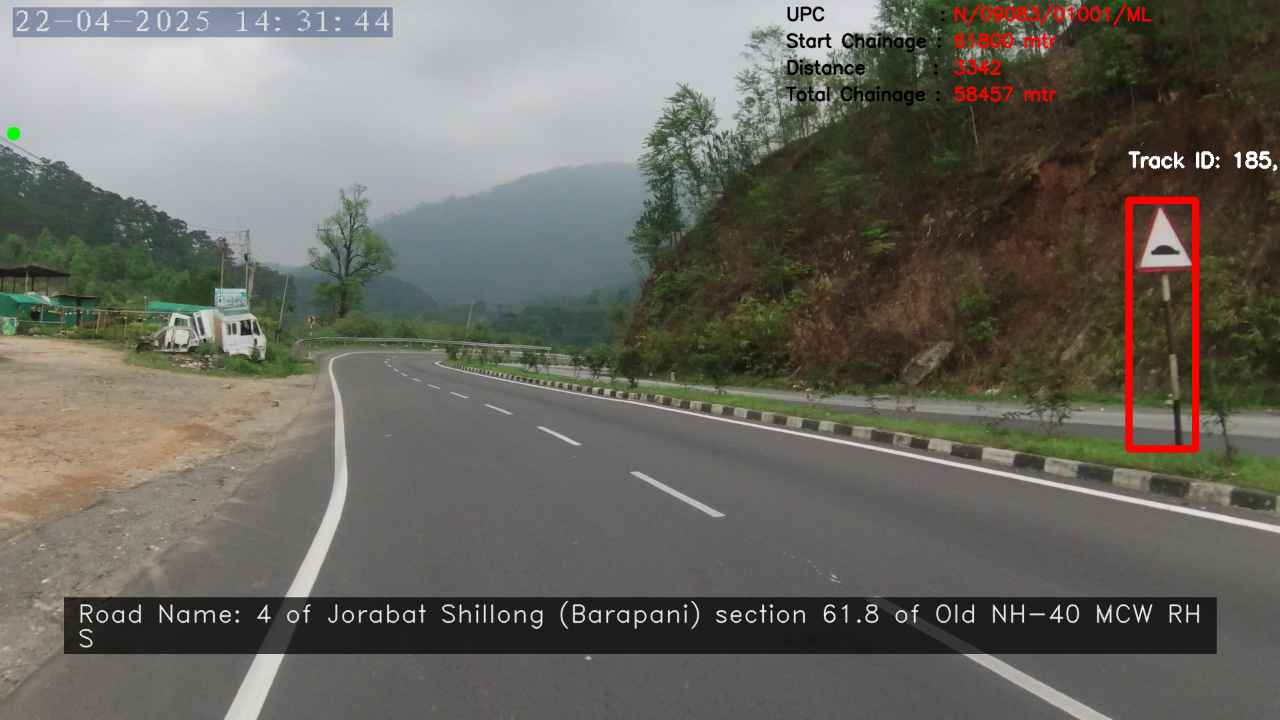 22-04-2025 14:31:44
UPC : N/09083/01001/ML
Start Chainage : 61800 mtr
Distance : 3342
Total Chainage : 58457 mtr
Track ID: 185,
Road Name: 4 of Jorabat Shillong (Barapani) section 61.8 of Old NH-40 MCW RH
S